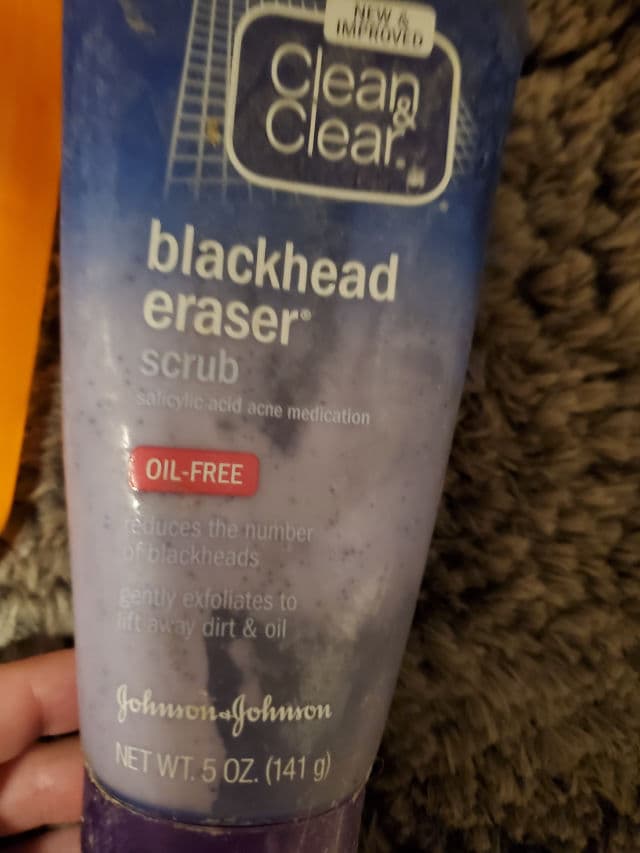 NEW &
IMPROVED
Clean
&
Clear.
blackhead
eraser®
scrub
salicylic acid acne medication
OIL-FREE
reduces the number
of blackheads
gently exfoliates to
lift away dirt & oil
Johnson & Johnson
NET WT. 5 OZ. (141 g)